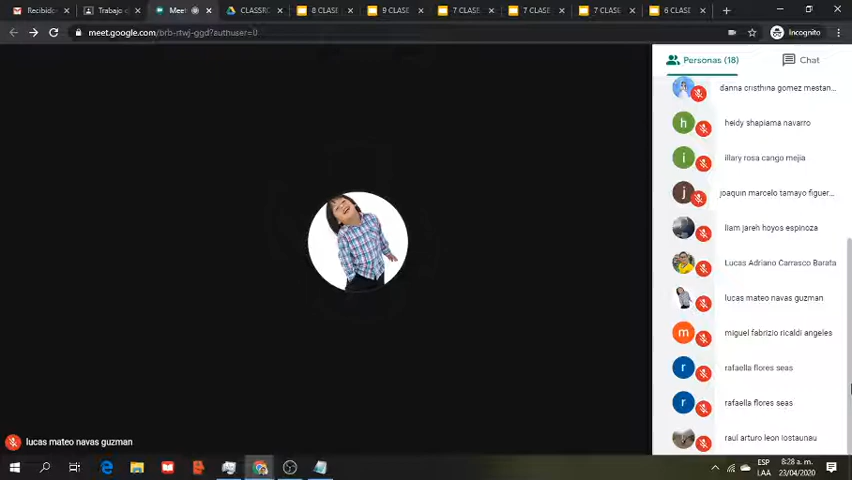 Recibido
Trabajo c
Meet
CLASSRO
8 CLASE
9 CLASE
7 CLASE
7 CLASE
7 CLASE
6 CLASE
meet.google.com/brb-rtwj-ggd?authuser=0
Incognito
Personas (18)
Chat
danna cristhina gomez mestan...
heidy shapiama navarro
illary rosa cango mejia
joaquin marcelo tamayo figuer...
liam jareh hoyos espinoza
Lucas Adriano Carrasco Barata
lucas mateo navas guzman
miguel fabrizio ricaldi angeles
rafaella flores seas
rafaella flores seas
raul arturo leon lostaunau
lucas mateo navas guzman
ESP
LAA
8:28 a. m.
23/04/2020